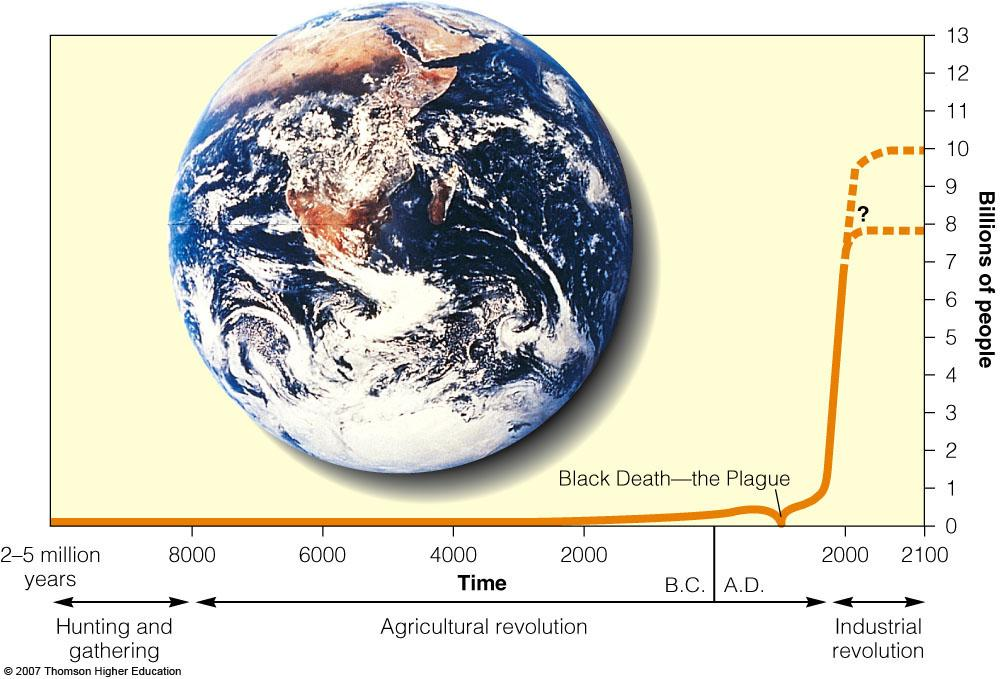 13
12
11
10
9
8
7
6
5
4
3
2
1
0
Billions of people
?
Black Death—the Plague
2–5 million
years
8000
6000
4000
2000
2000
2100
Time
B.C.
A.D.
Hunting and
gathering
Agricultural revolution
Industrial
revolution
© 2007 Thomson Higher Education